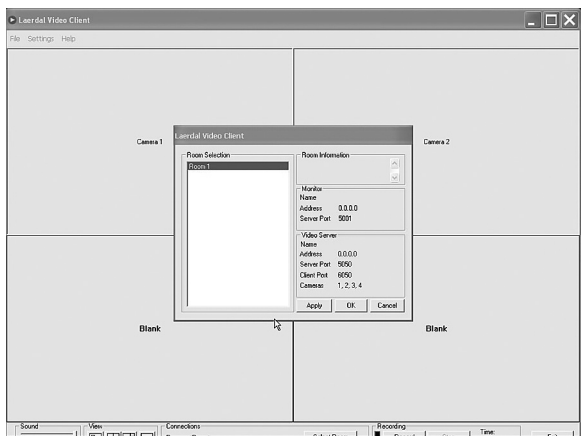 Laerdal Video Client
File Settings Help
Camera 1
Camera 2
Laerdal Video Client
Room Selection
Room 1
Room Information
Monitor
Name
Address 0.0.0.0
Server Port 5001
Video Server
Name
Address 0.0.0.0
Server Port 5050
Client Port 6050
Cameras 1, 2, 3, 4
Apply OK Cancel
Blank
Blank
Sound
View
Connections
Recording
Time: